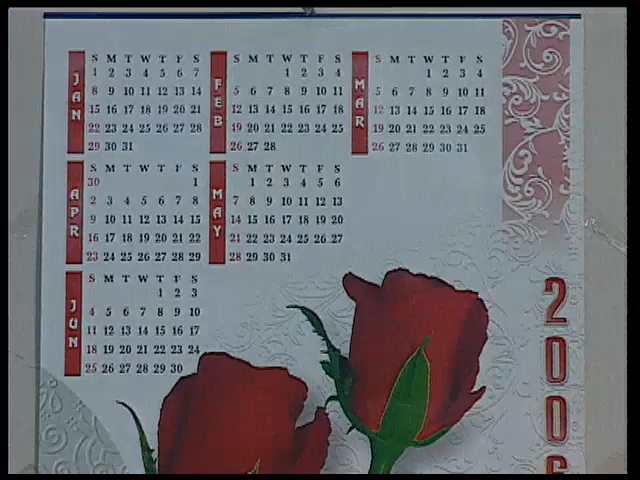 JAN
S M T W T F S
1 2 3 4 5 6 7
8 9 10 11 12 13 14
15 16 17 18 19 20 21
22 23 24 25 26 27 28
29 30 31
FEB
S M T W T F S
1 2 3 4
5 6 7 8 9 10 11
12 13 14 15 16 17 18
19 20 21 22 23 24 25
26 27 28
MAR
S M T W T F S
1 2 3 4
5 6 7 8 9 10 11
12 13 14 15 16 17 18
19 20 21 22 23 24 25
26 27 28 29 30 31
APR
S M T W T F S
30 1
2 3 4 5 6 7 8
9 10 11 12 13 14 15
16 17 18 19 20 21 22
23 24 25 26 27 28 29
MAY
S M T W T F S
1 2 3 4 5 6
7 8 9 10 11 12 13
14 15 16 17 18 19 20
21 22 23 24 25 26 27
28 29 30 31
JUN
S M T W T F S
1 2 3
4 5 6 7 8 9 10
11 12 13 14 15 16 17
18 19 20 21 22 23 24
25 26 27 28 29 30
2006